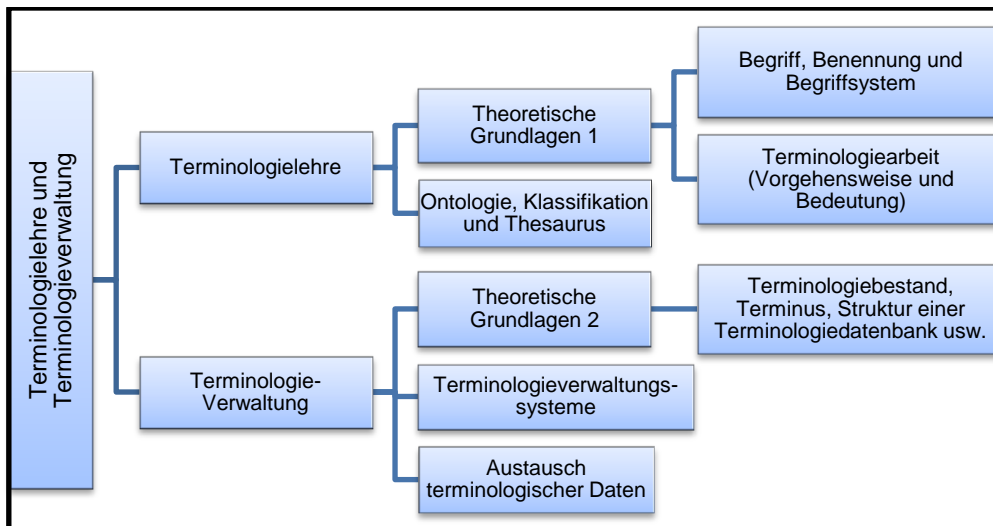 Terminologielehre und
Terminologieverwaltung
Terminologielehre
Theoretische
Grundlagen 1
Begriff, Benennung und
Begriffsystem
Terminologiearbeit
(Vorgehensweise und
Bedeutung)
Ontologie, Klassifikation
und Thesaurus
Terminologie-
Verwaltung
Theoretische
Grundlagen 2
Terminologiebestand,
Terminus, Struktur einer
Terminologiedatenbank usw.
Terminologieverwaltungs-
systeme
Austausch
terminologischer Daten